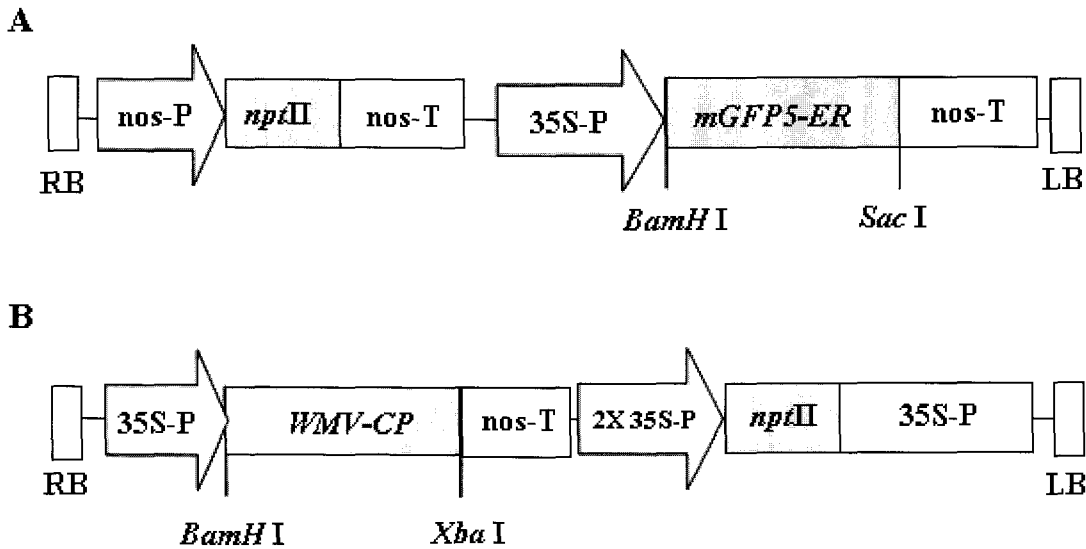 A
nos-P nptII nos-T 35S-P mGFP5-ER nos-T
RB LB
BamH I Sac I
B
35S-P WMV-CP nos-T 2X 35S-P nptII 35S-P
RB LB
BamH I Xba I